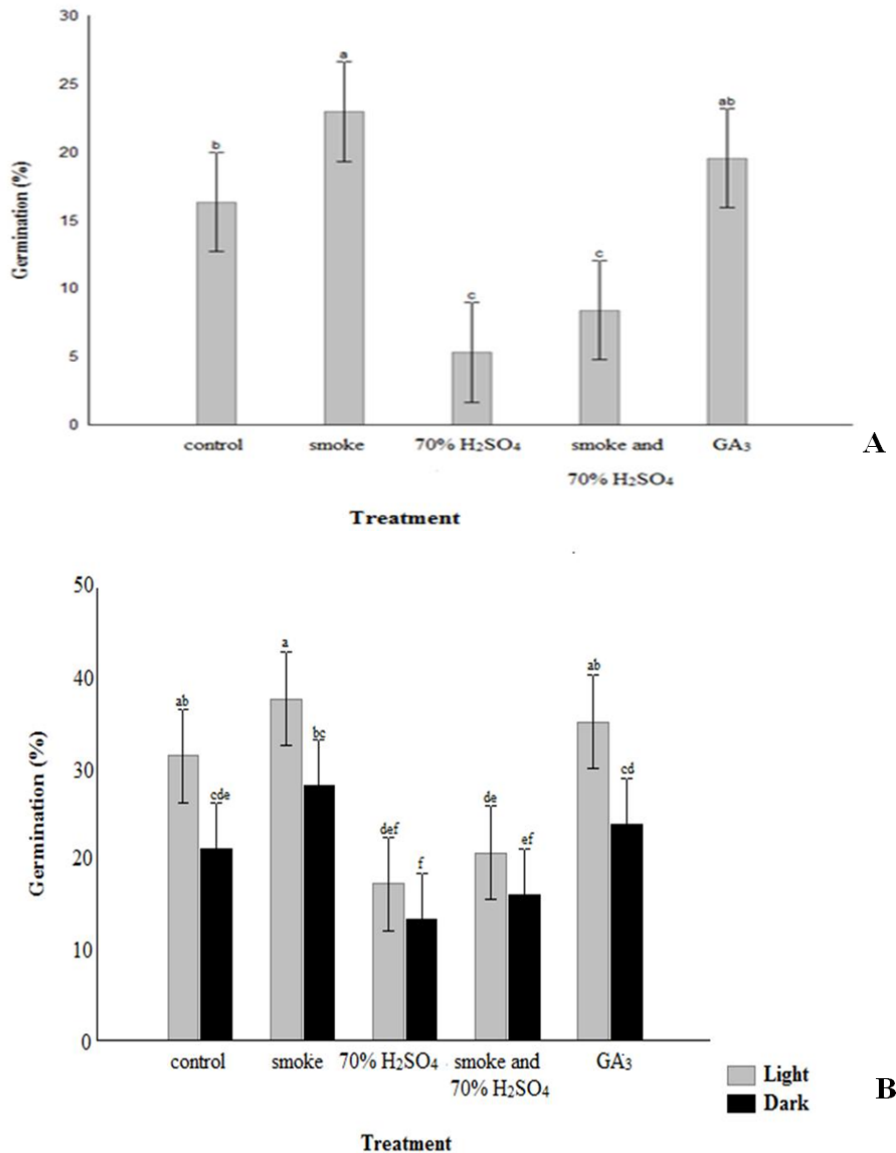 30
a
25
ab
b
20
Germination (%)
15
c
c
10
5
0
control smoke 70% H₂SO₄ smoke and GA₃
70% H₂SO₄
A
Treatment
50
a
40
ab
ab
bc
30
cde
cd
Germination (%)
de
def
20
f
ef
10
0
control smoke 70% H₂SO₄ smoke and GA₃
70% H₂SO₄
Light
Dark
B
Treatment